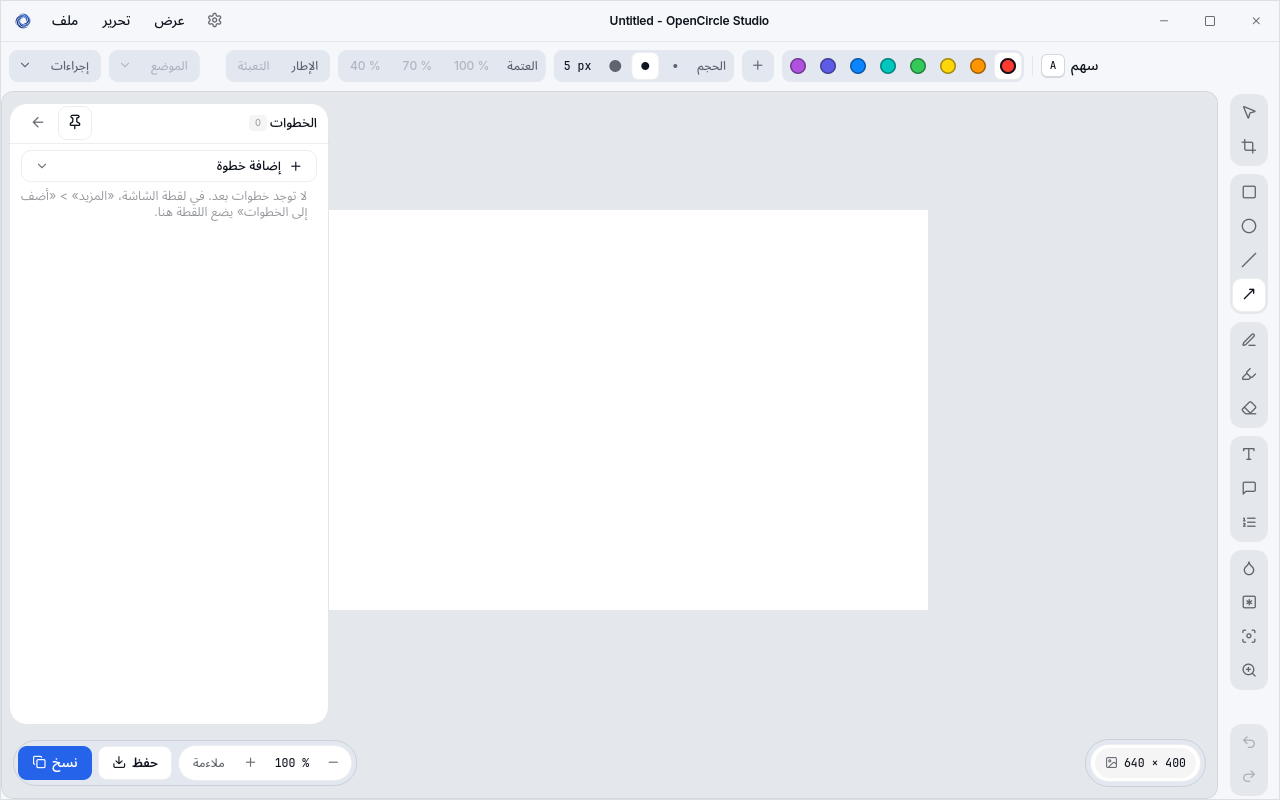 ملف
تحرير
عرض
Untitled - OpenCircle Studio
سهم
A
الحجم
5 px
العتمة
100 %
70 %
40 %
الإطار
التعبئة
الموضع
إجراءات
الخطوات
0
إضافة خطوة
لا توجد خطوات بعد. في لقطة الشاشة، «المزيد» > «أضف
إلى الخطوات» يضع اللقطة هنا.
640 × 400
100 %
ملاءمة
حفظ
نسخ